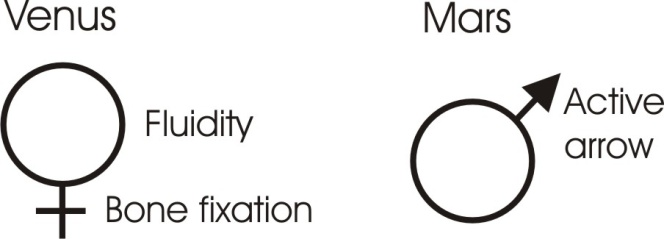 Venus
Mars
Fluidity
Active
arrow
Bone fixation